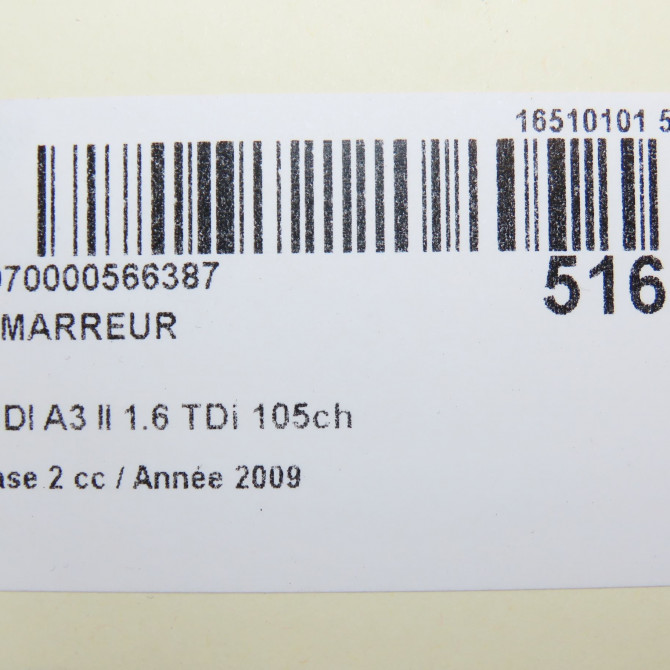 16510101 5
070000566387
516
MARREUR
DI A3 II 1.6 TDi 105ch
ase 2 cc / Année 2009